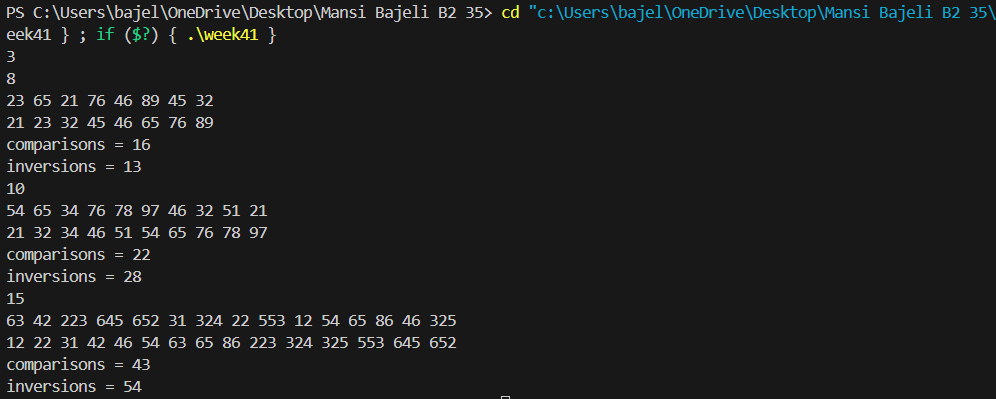 PS C:\Users\bajel\OneDrive\Desktop\Mansi Bajeli B2 35> cd "c:\Users\bajel\OneDrive\Desktop\Mansi Bajeli B2 35\
eek41 } ; if ($?) { .\week41 }
3
8
23 65 21 76 46 89 45 32
21 23 32 45 46 65 76 89
comparisons = 16
inversions = 13
10
54 65 34 76 78 97 46 32 51 21
21 32 34 46 51 54 65 76 78 97
comparisons = 22
inversions = 28
15
63 42 223 645 652 31 324 22 553 12 54 65 86 46 325
12 22 31 42 46 54 63 65 86 223 324 325 553 645 652
comparisons = 43
inversions = 54